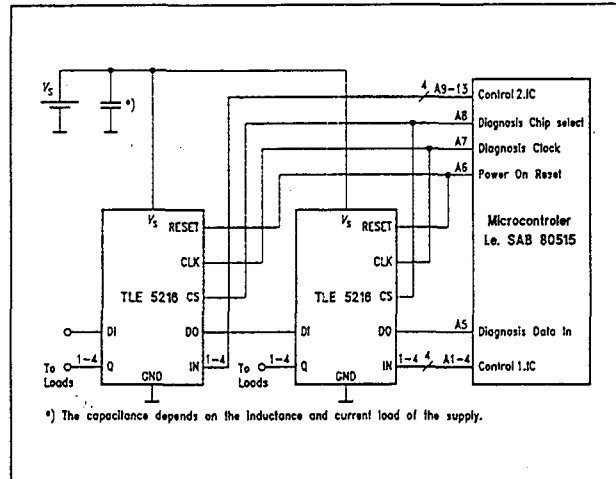 V_S
*)
4 A9-13
Control 2.IC
A8
Diagnosis Chip select
A7
Diagnosis Clock
A6
Power On Reset
Microcontroler
i.e. SAB 80515
V_S
RESET
CLK
TLE 5216
CS
DI
DO
1-4
Q
IN
1-4
GND
To
Loads
V_S
RESET
CLK
TLE 5216
CS
DI
DO
1-4
Q
IN
1-4
GND
To
Loads
A5
Diagnosis Data In
4 A1-4
Control 1.IC
*) The capacitance depends on the inductance and current load of the supply.